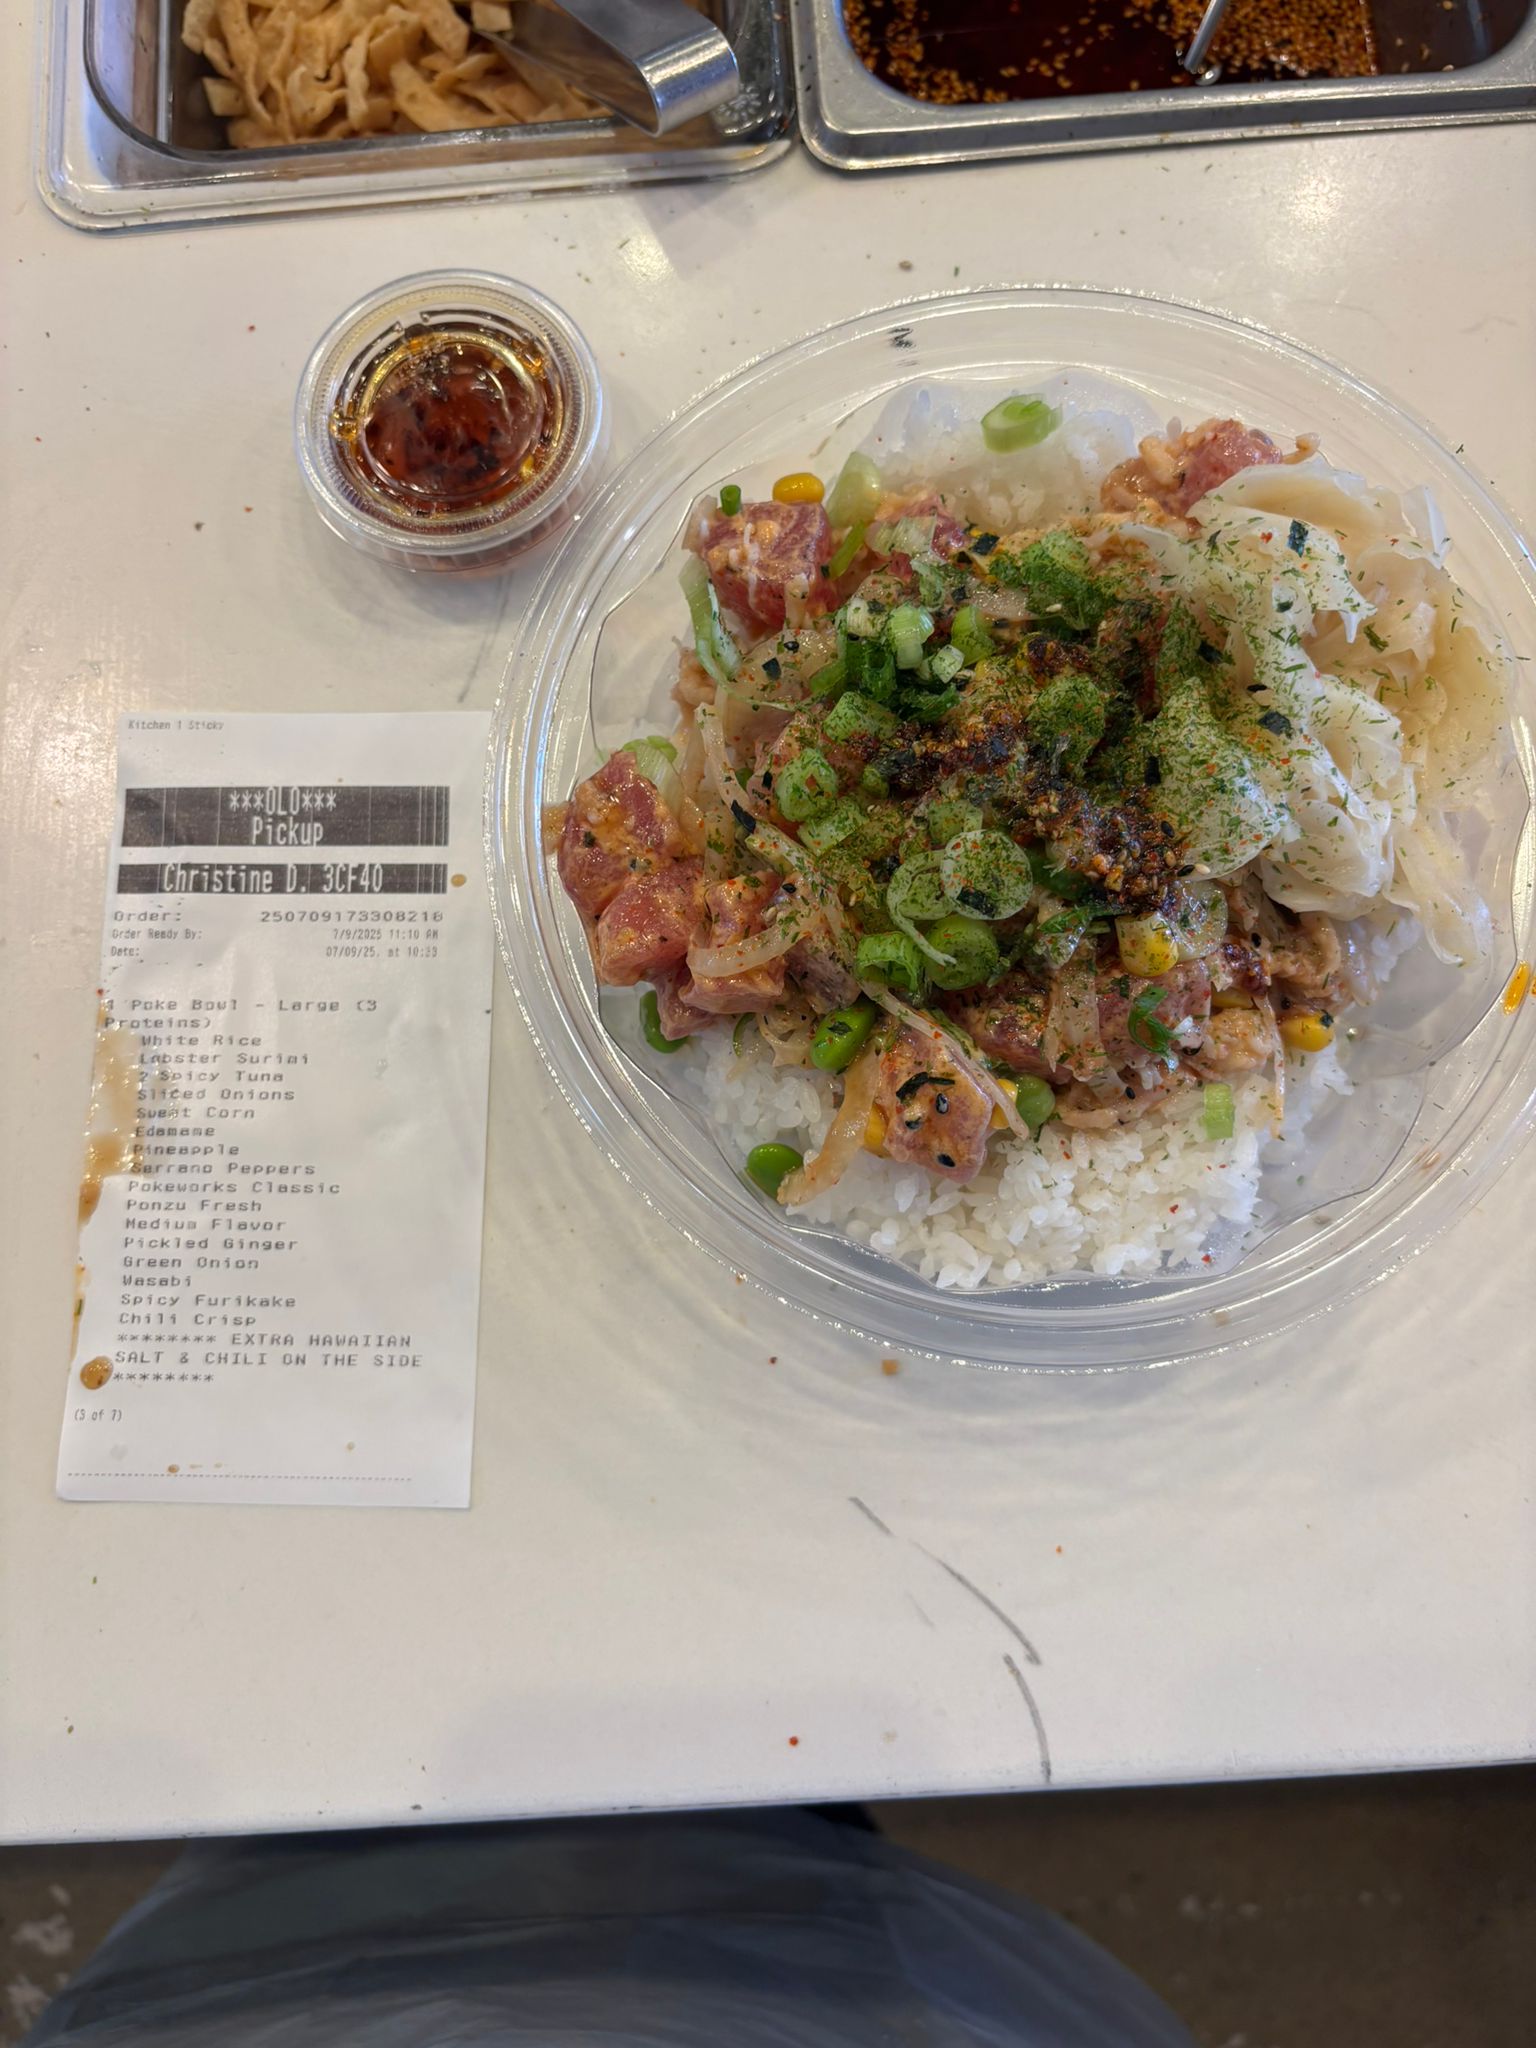 Kitchen 1 Sticky
***OLO***
Pickup
Christine D. 3CF40
Order: 250709173308218
Order Ready By: 7/9/2025 11:10 AM
Date: 07/09/25, at 10:33
1 Poke Bowl - Large (3
Proteins)
White Rice
Lobster Surimi
2 Spicy Tuna
Sliced Onions
Sweet Corn
Edamame
Pineapple
Serrano Peppers
Pokeworks Classic
Ponzu Fresh
Medium Flavor
Pickled Ginger
Green Onion
Wasabi
Spicy Furikake
Chili Crisp
******** EXTRA HAWAIIAN
SALT & CHILI ON THE SIDE
********
(5 of 7)